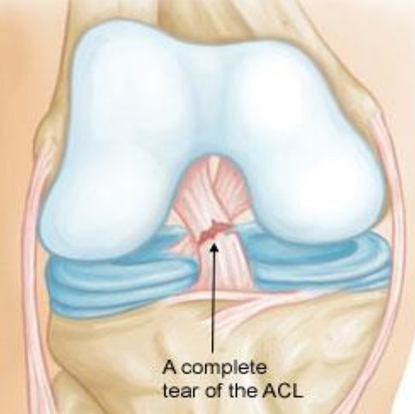 A complete
tear of the ACL